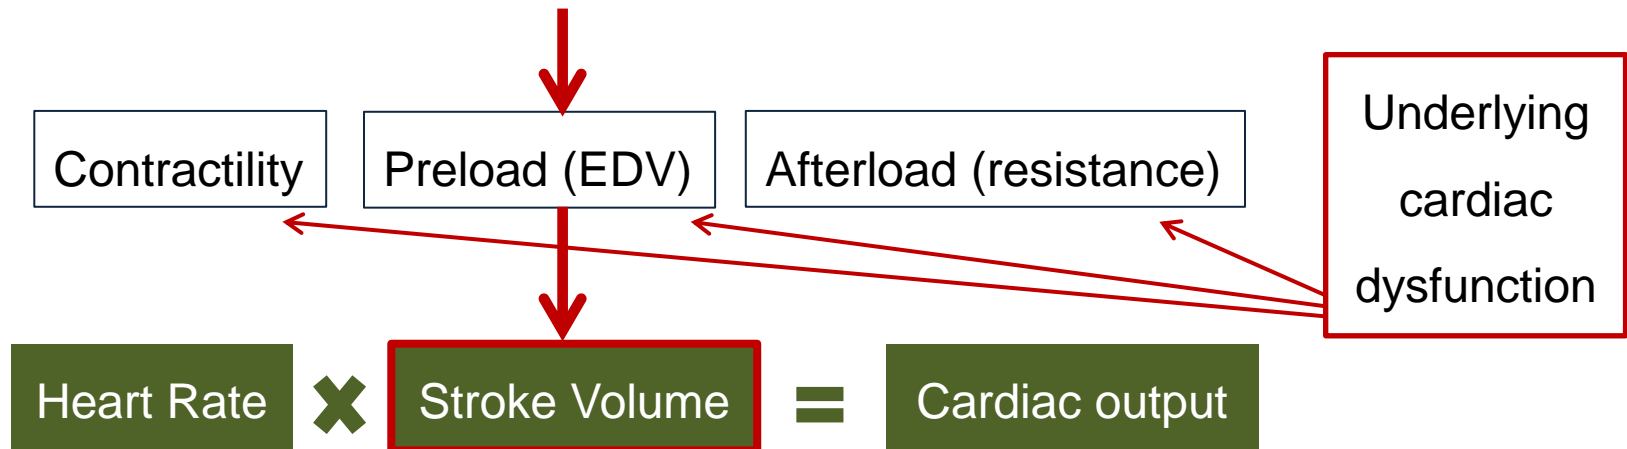 Contractility
Preload (EDV)
Afterload (resistance)
Underlying
cardiac
dysfunction
Heart Rate
Stroke Volume
=
Cardiac output